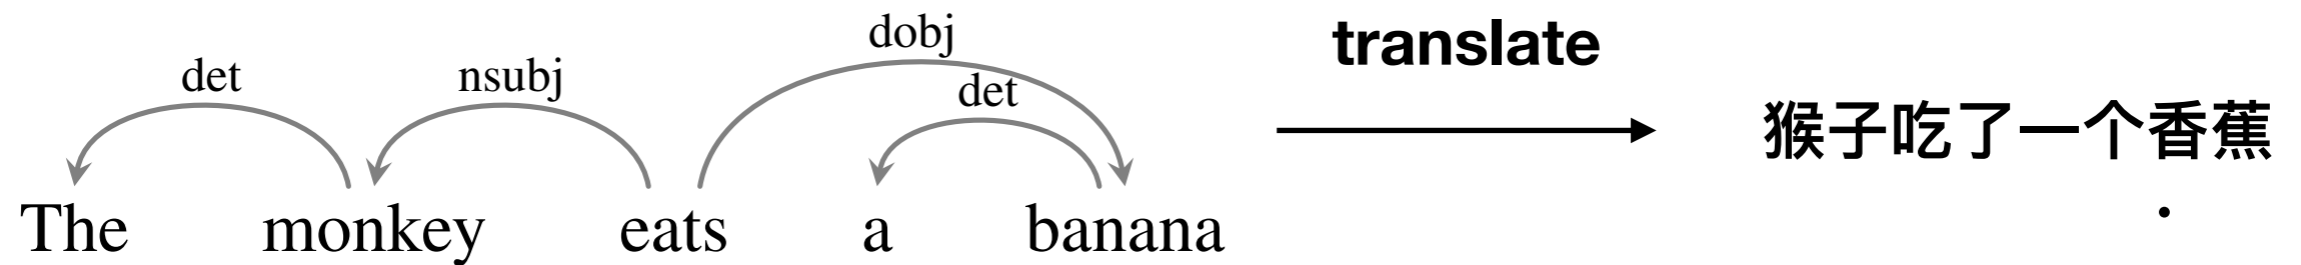 dobj
translate
det nsubj det
猴子吃了一个香蕉
.
The monkey eats a banana